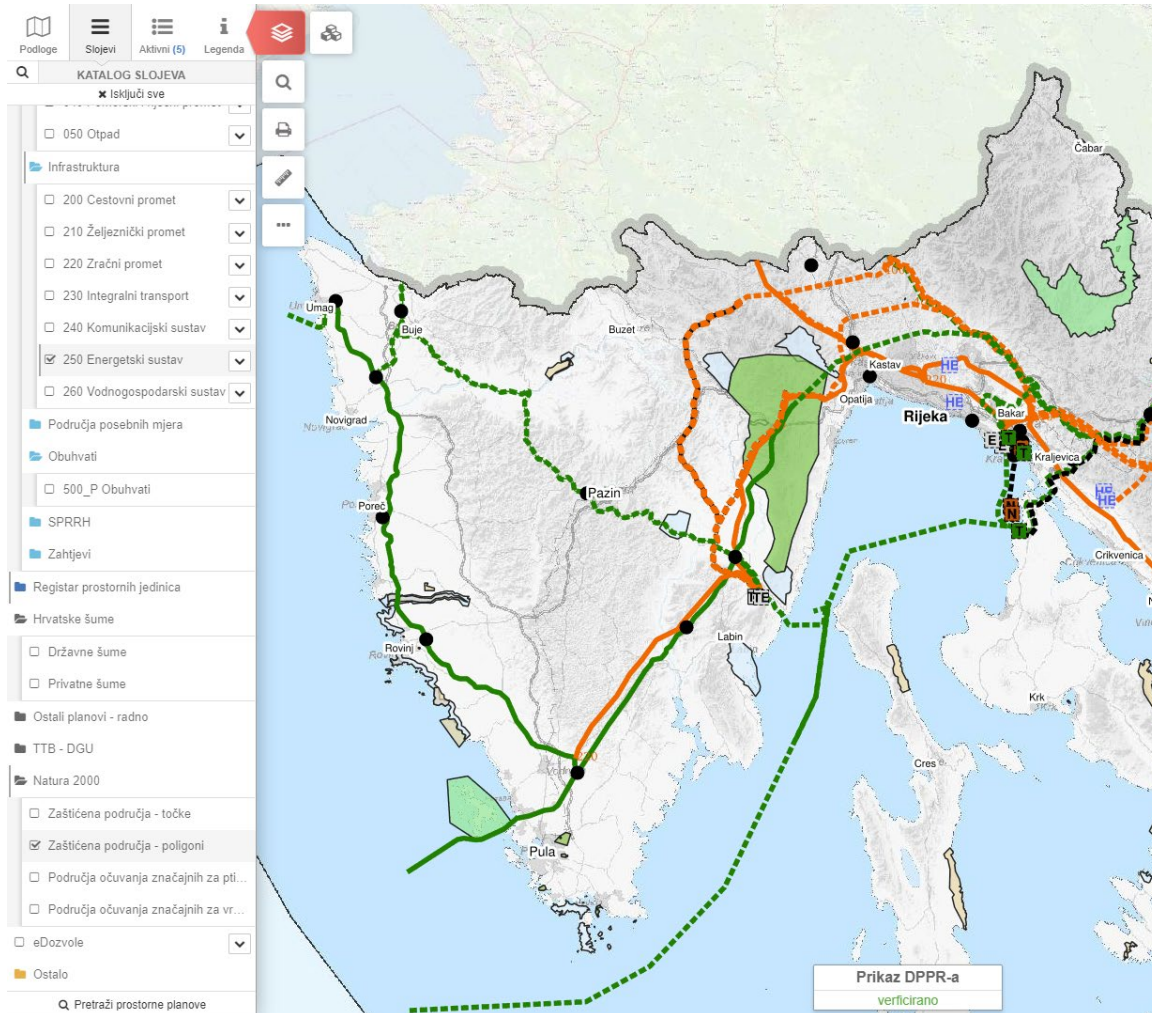 Podloge
Slojevi
Aktivni (5)
Legenda
KATALOG SLOJEVA
✖ Isključi sve
050 Otpad
Infrastruktura
200 Cestovni promet
210 Željeznički promet
220 Zračni promet
230 Integralni transport
240 Komunikacijski sustav
250 Energetski sustav
260 Vodnogospodarski sustav
Područja posebnih mjera
Obuhvati
500_P Obuhvati
SPRRH
Zahtjevi
Registar prostornih jedinica
Hrvatske šume
Državne šume
Privatne šume
Ostali planovi - radno
TTB - DGU
Natura 2000
Zaštićena područja - točke
Zaštićena područja - poligoni
Područja očuvanja značajnih za pti...
Područja očuvanja značajnih za vr...
eDozvole
Ostalo
Pretraži prostorne planove
Čabar
Umag
Buje
Buzet
Kastav
HE
HE
Opatija
Rijeka
Bakar
Novigrad
Novigrad
E
T
T
Kraljevica
Pazin
HE
Poreč
N
T
Crikvenica
Labin
Rovinj
Krk
Cres
Pula
Prikaz DPPR-a
verficirano